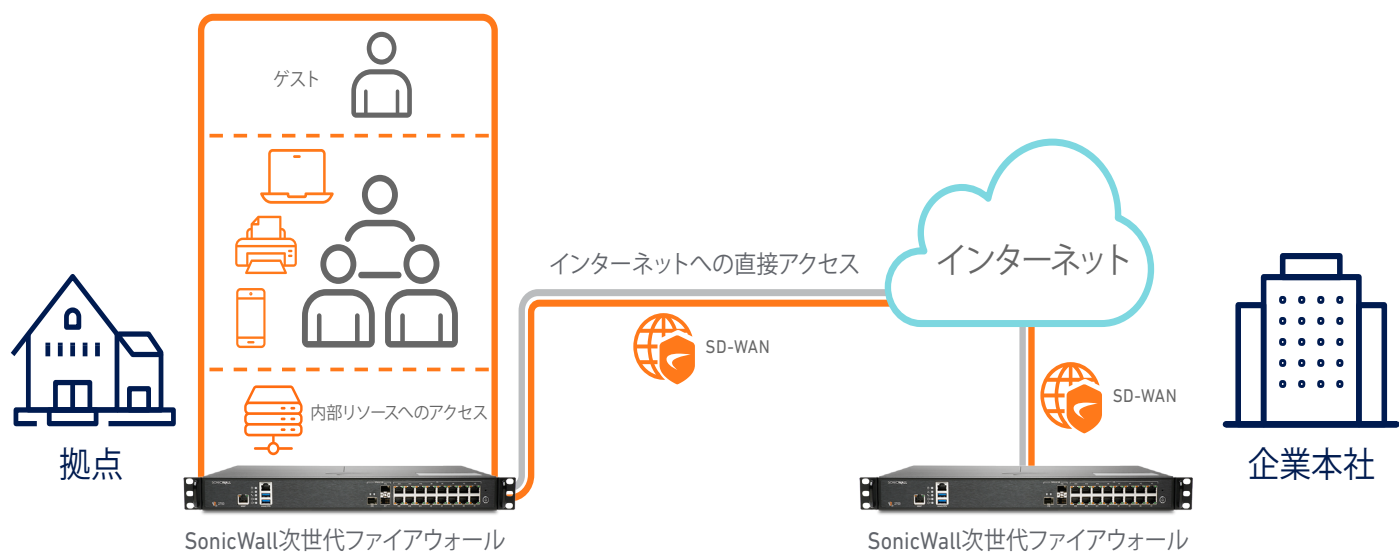 ゲスト
インターネットへの直接アクセス
インターネット
SD-WAN
内部リソースへのアクセス
SD-WAN
拠点
企業本社
SONICWALL
SONICWALL
SonicWall次世代ファイアウォール
SonicWall次世代ファイアウォール